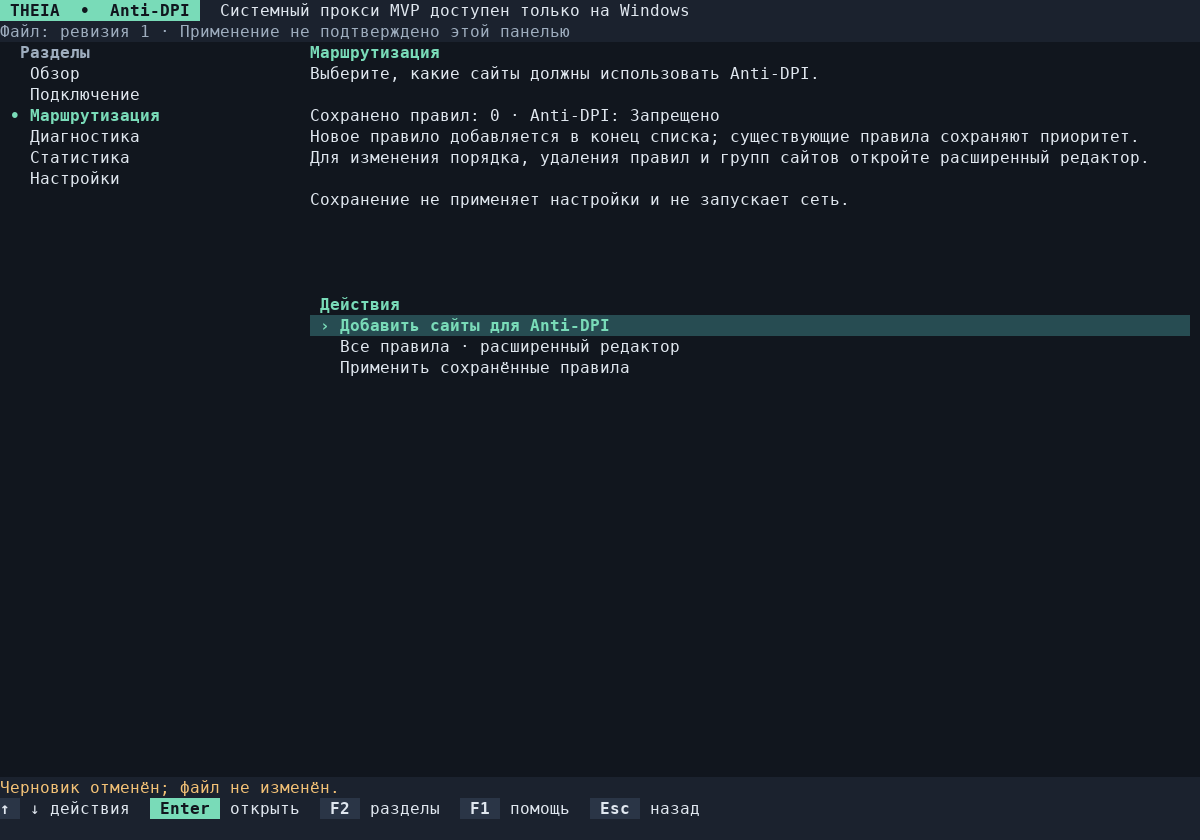 THEIA • Anti-DPI Системный прокси MVP доступен только на Windows
Файл: ревизия 1 · Применение не подтверждено этой панелью
Разделы
Обзор
Подключение
• Маршрутизация
Диагностика
Статистика
Настройки
Маршрутизация
Выберите, какие сайты должны использовать Anti-DPI.
Сохранено правил: 0 · Anti-DPI: Запрещено
Новое правило добавляется в конец списка; существующие правила сохраняют приоритет.
Для изменения порядка, удаления правил и групп сайтов откройте расширенный редактор.
Сохранение не применяет настройки и не запускает сеть.
Действия
› Добавить сайты для Anti-DPI
Все правила · расширенный редактор
Применить сохранённые правила
Черновик отменён; файл не изменён.
↑ ↓ действия Enter открыть F2 разделы F1 помощь Esc назад